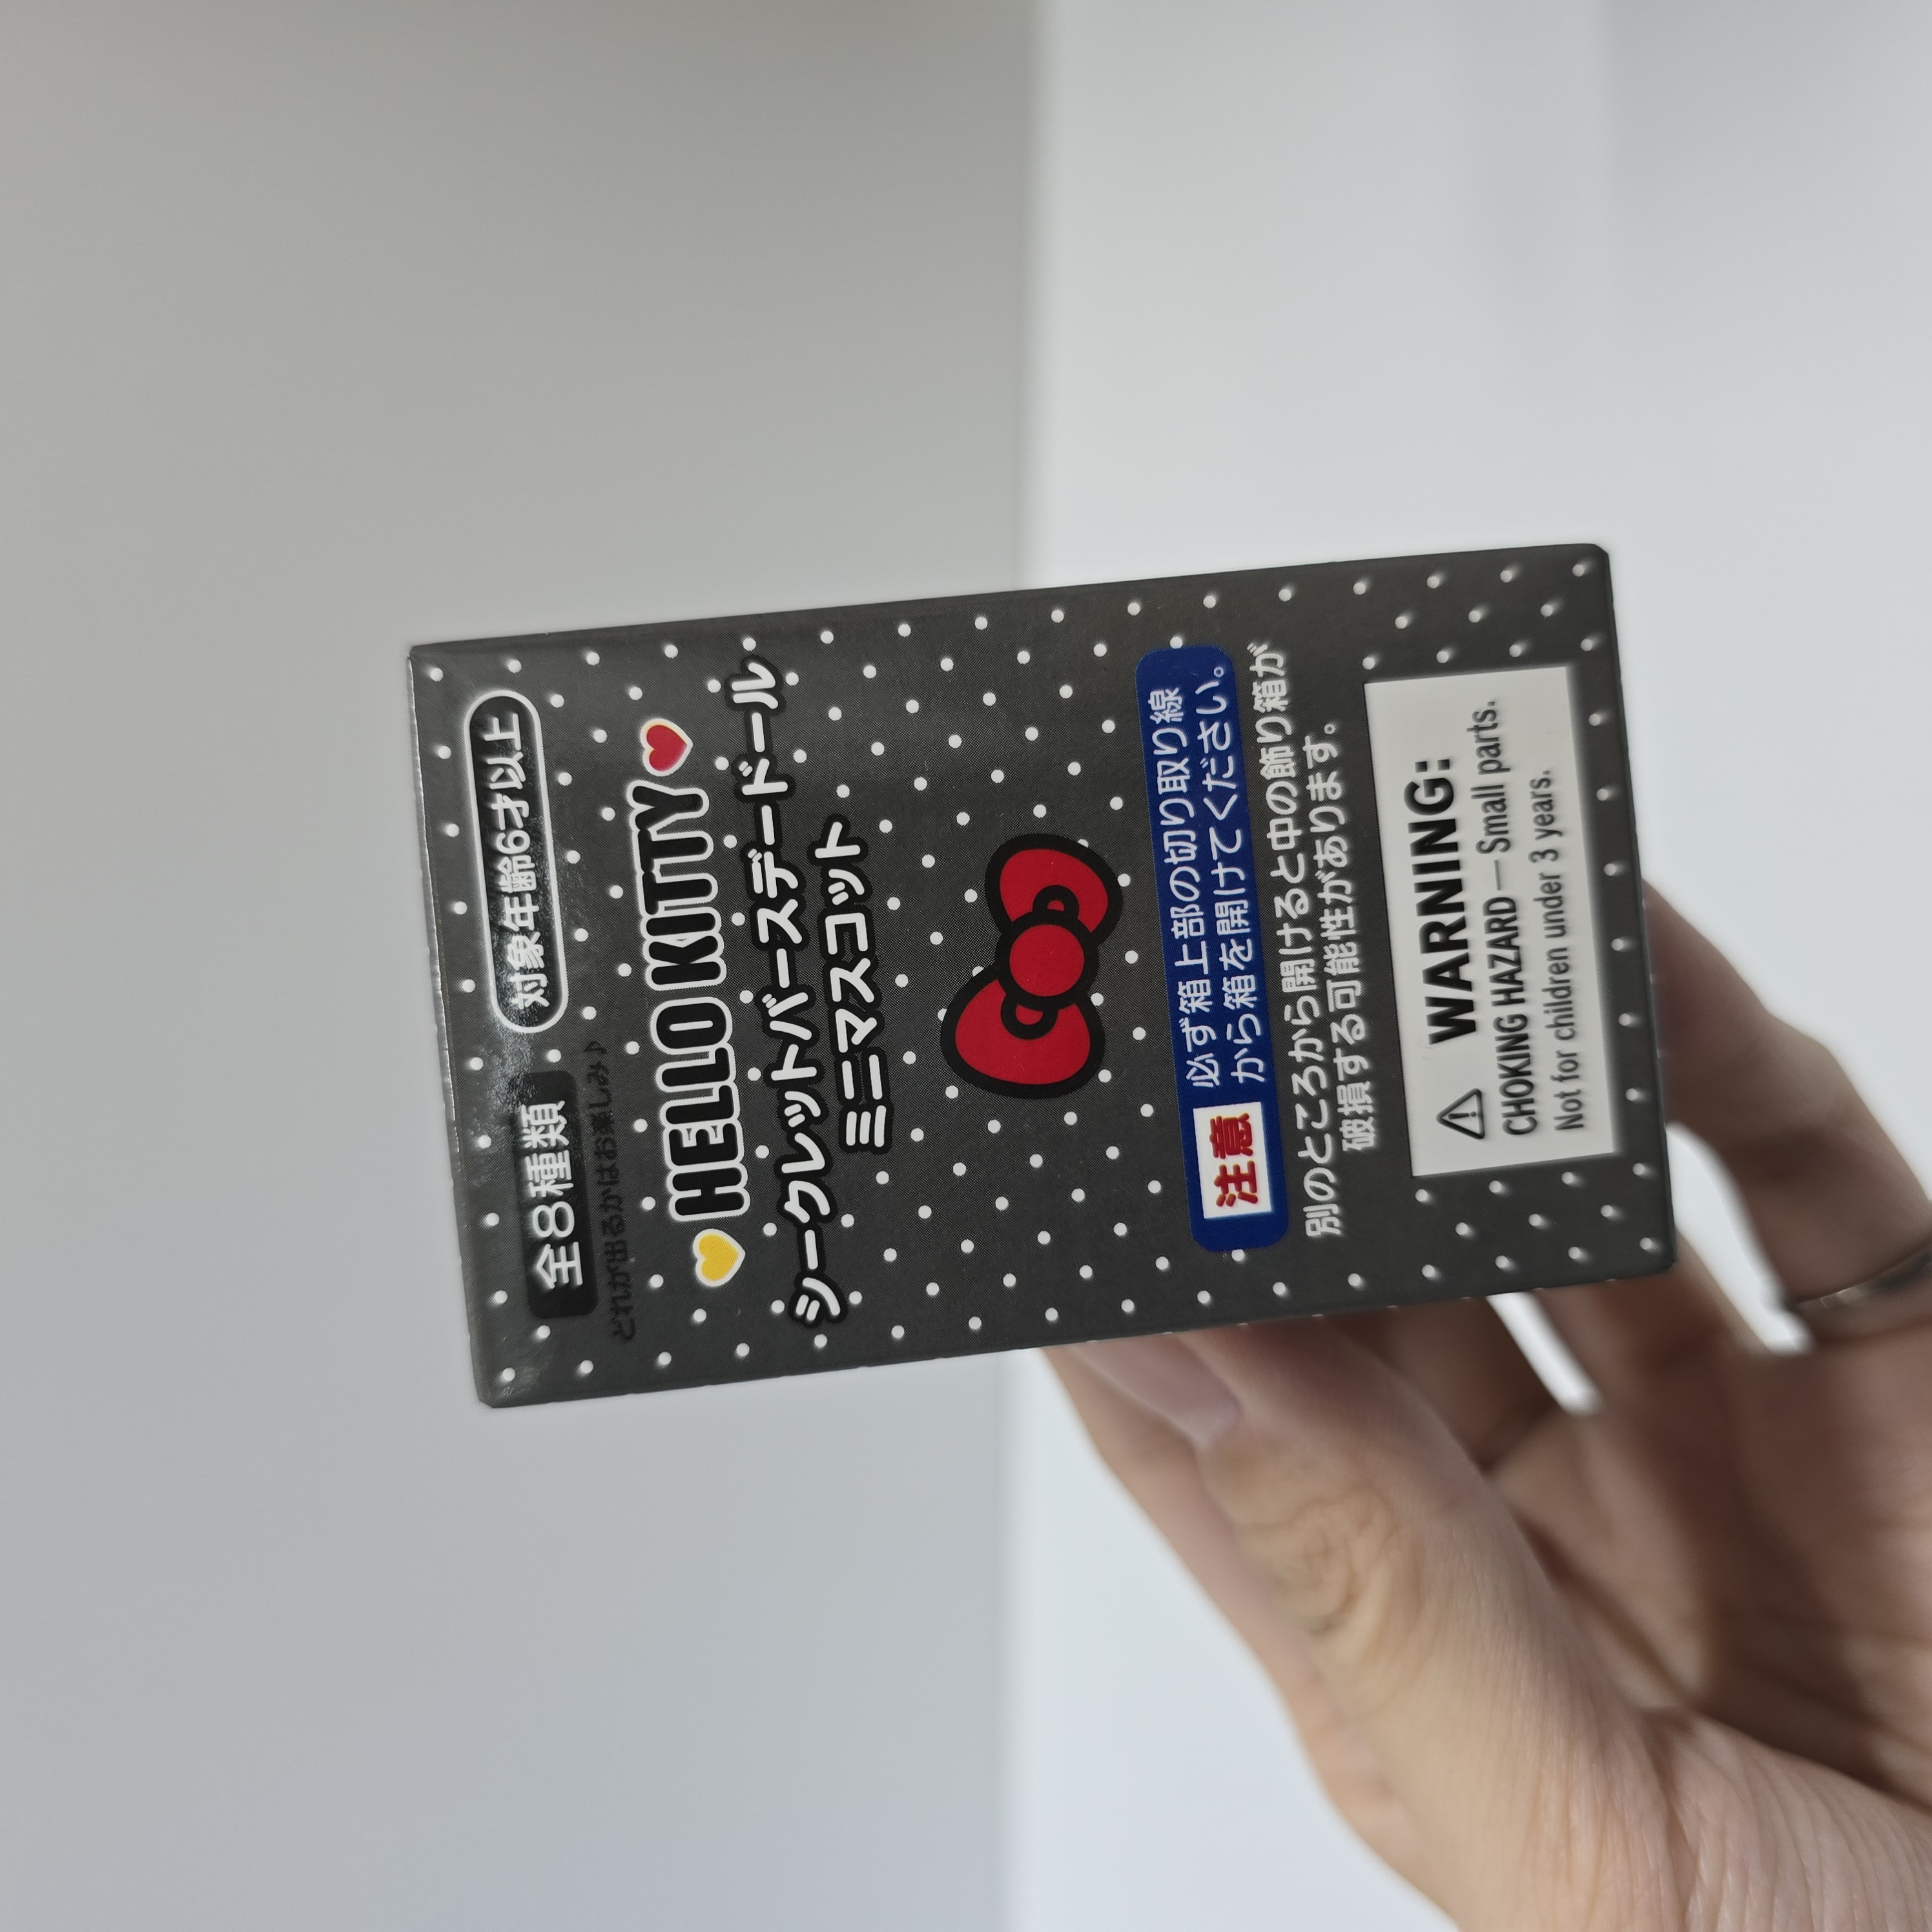 全8種類
対象年齢6才以上
どれが出るかはお楽しみ♪
HELLO KITTY
シークレットバースデードール
ミニマスコット
注意
必ず箱上部の切り取り線
から箱を開けてください。
別のところから開けると中の飾り箱が
破損する可能性があります。
WARNING:
CHOKING HAZARD — Small parts.
Not for children under 3 years.